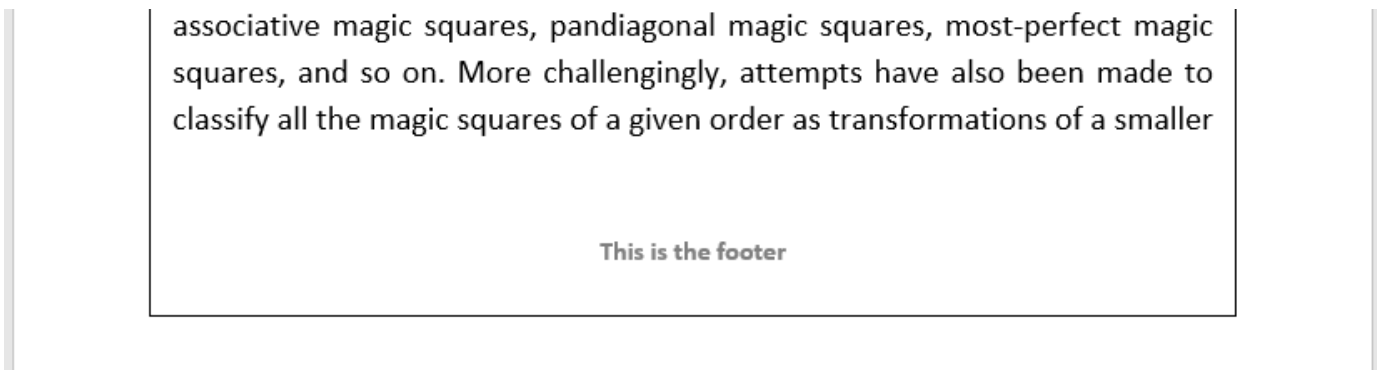 associative magic squares, pandiagonal magic squares, most-perfect magic
squares, and so on. More challengingly, attempts have also been made to
classify all the magic squares of a given order as transformations of a smaller
This is the footer